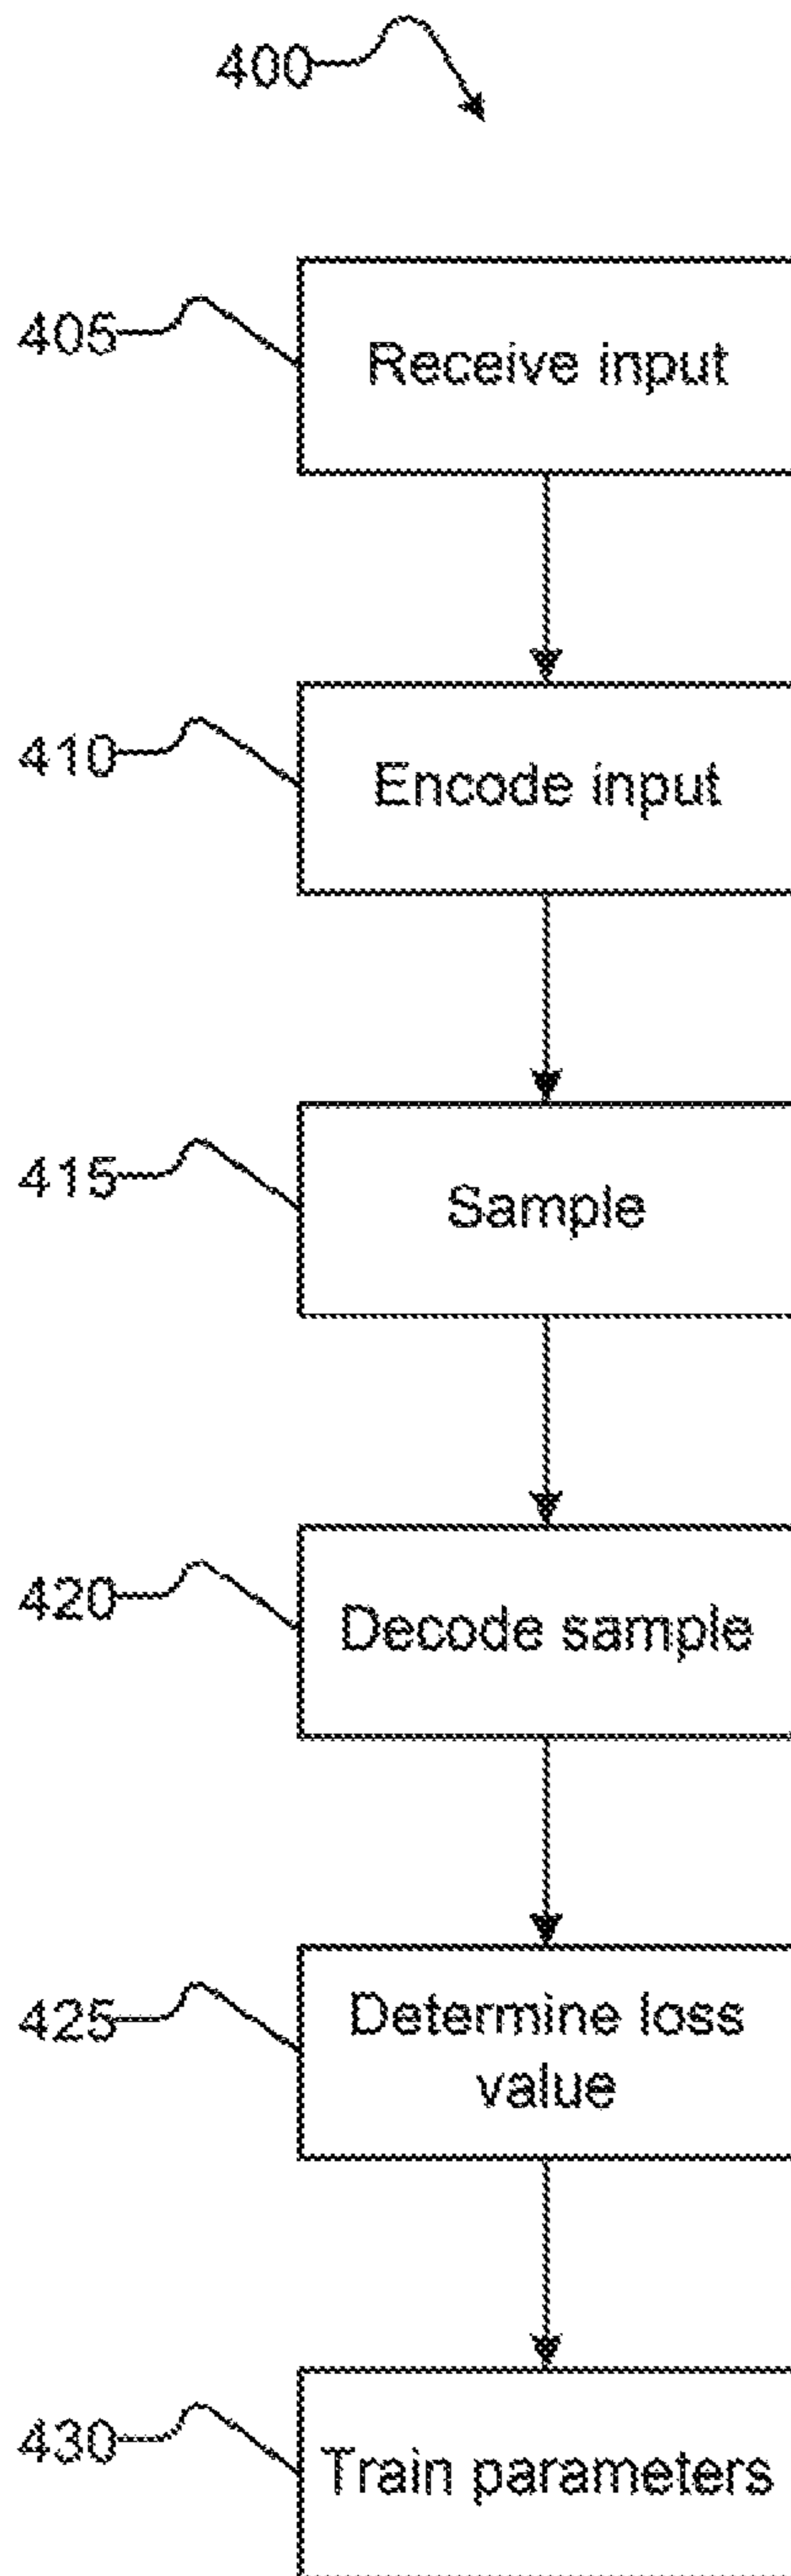 400
405
Receive input
410
Encode input
415
Sample
420
Decode sample
425
Determine loss
value
430
Train parameters